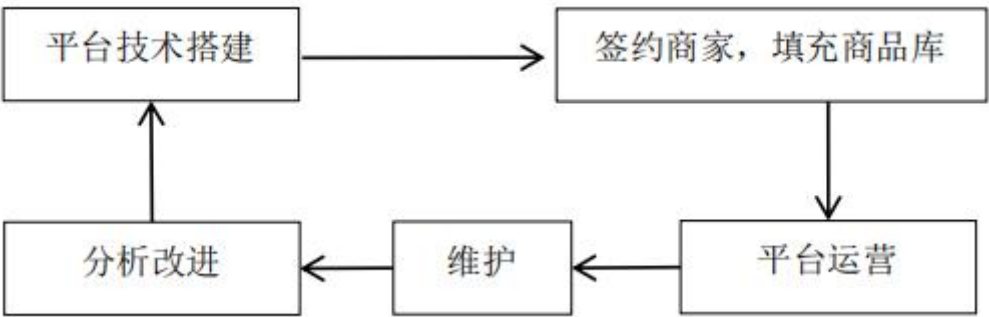 平台技术搭建
签约商家，填充商品库
分析改进
维护
平台运营